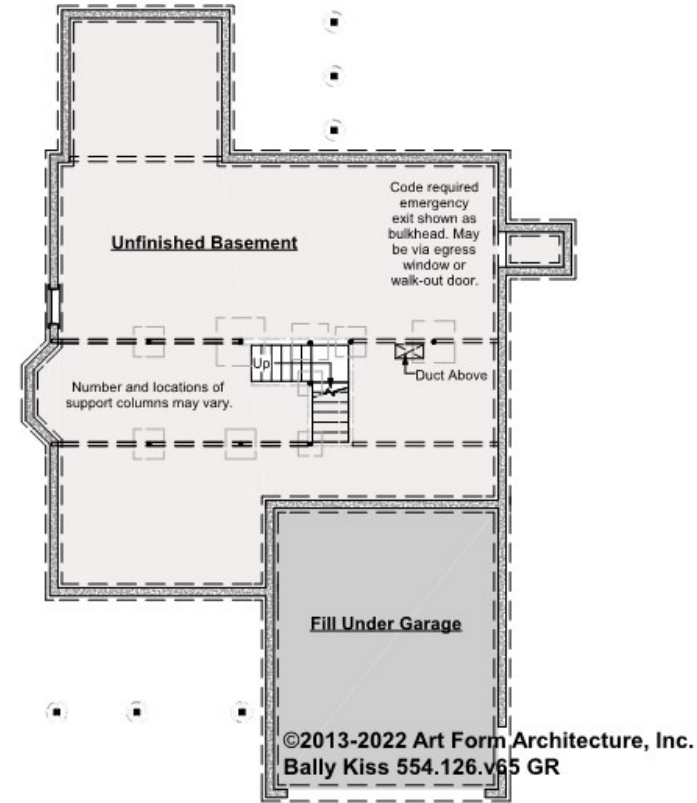 Code required
emergency
exit shown as
bulkhead. May
be via egress
window or
walk-out door.
Unfinished Basement
Up
Duct Above
Number and locations of
support columns may vary.
Fill Under Garage
©2013-2022 Art Form Architecture, Inc.
Bally Kiss 554.126.v65 GR